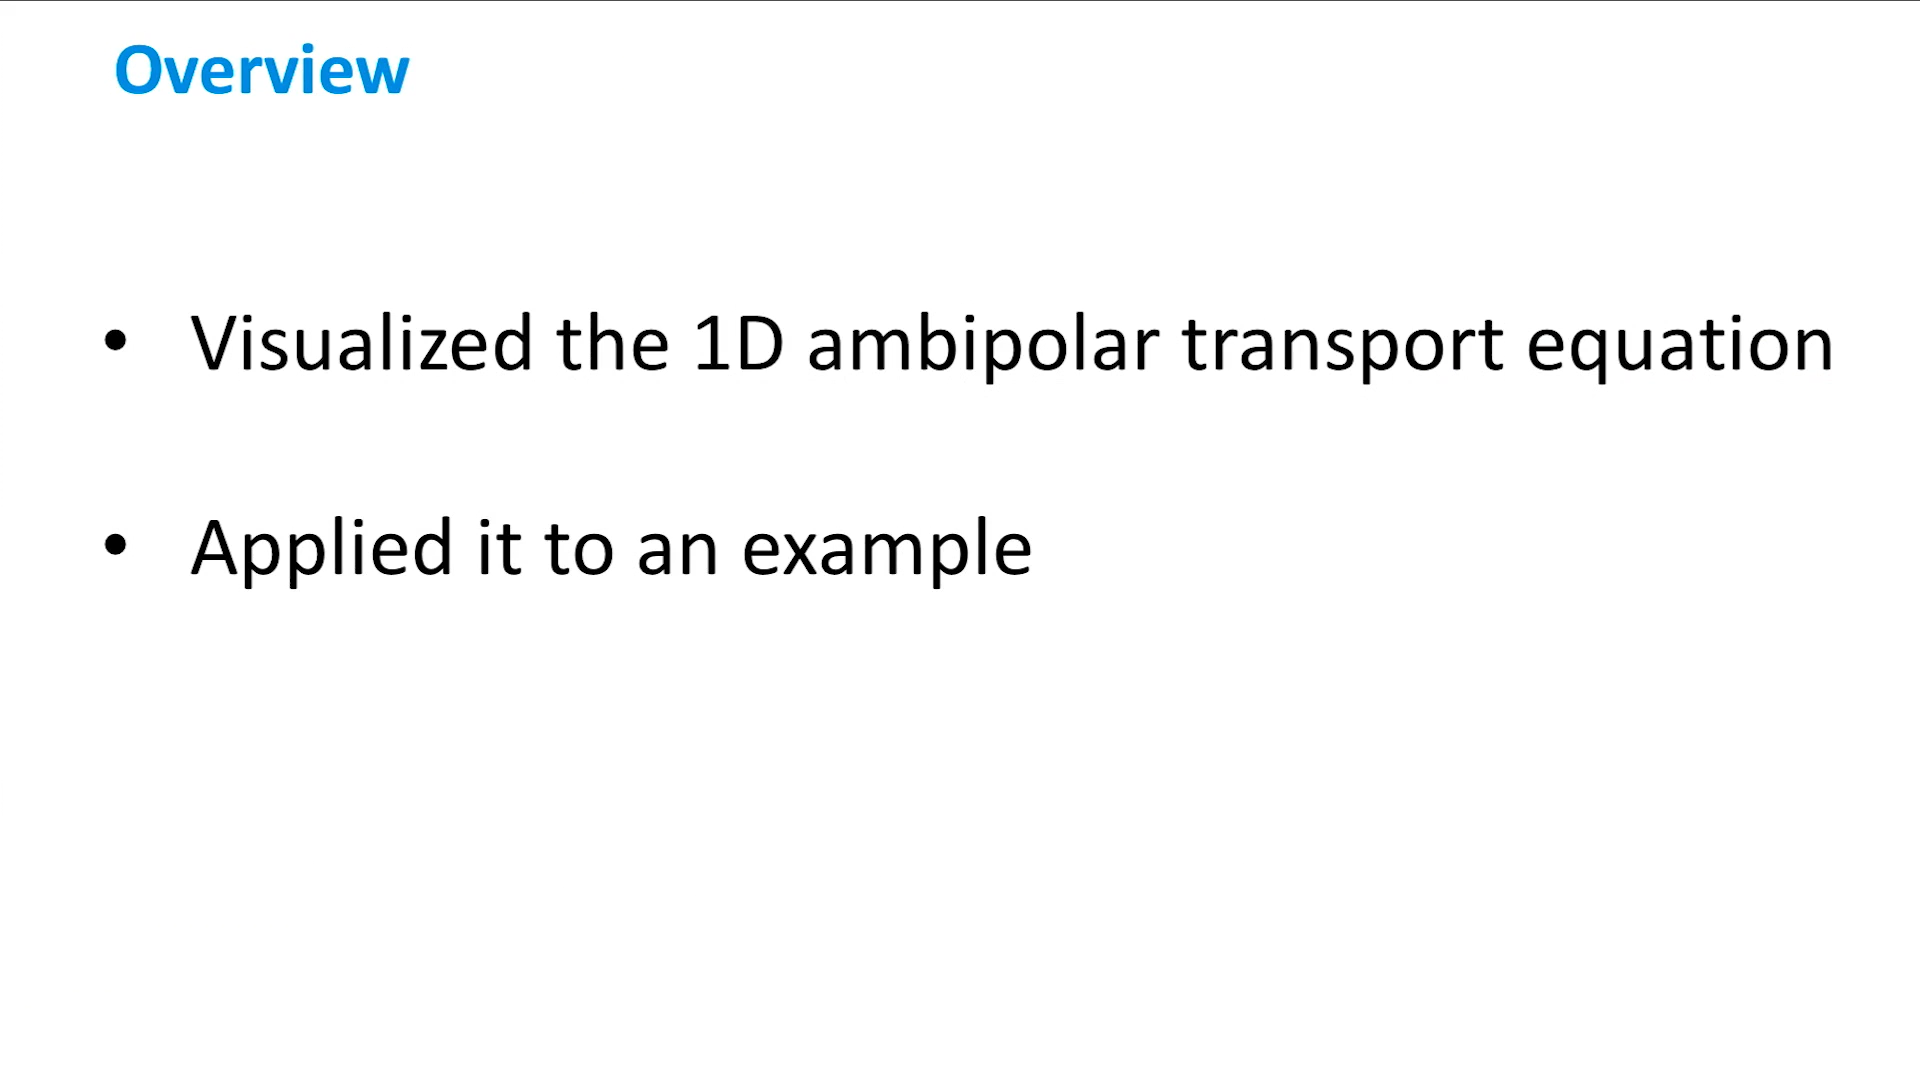 Overview
• Visualized the 1D ambipolar transport equation
• Applied it to an example